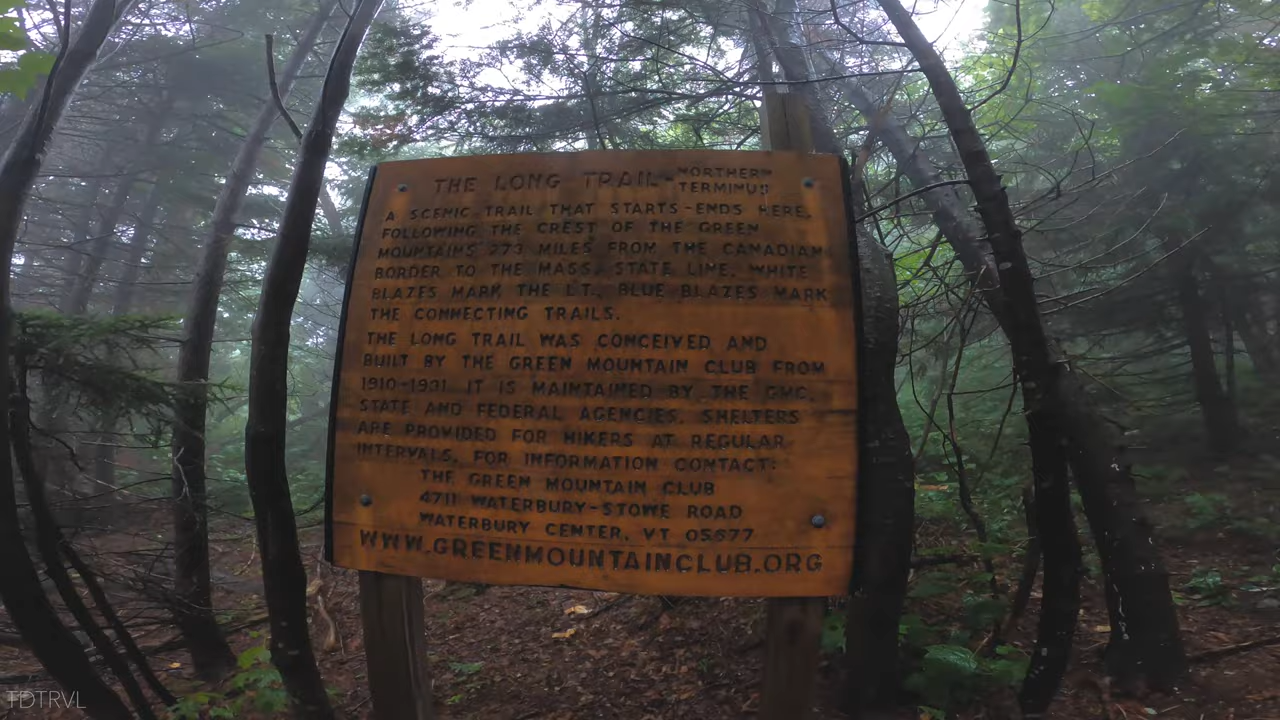 THE LONG TRAIL - NORTHERN TERMINUS
A SCENIC TRAIL THAT STARTS-ENDS HERE,
FOLLOWING THE CREST OF THE GREEN
MOUNTAINS 273 MILES FROM THE CANADIAN
BORDER TO THE MASS. STATE LINE. WHITE
BLAZES MARK THE L.T., BLUE BLAZES MARK
THE CONNECTING TRAILS.
THE LONG TRAIL WAS CONCEIVED AND
BUILT BY THE GREEN MOUNTAIN CLUB FROM
1910-1931. IT IS MAINTAINED BY THE GMC,
STATE AND FEDERAL AGENCIES. SHELTERS
ARE PROVIDED FOR HIKERS AT REGULAR
INTERVALS. FOR INFORMATION CONTACT:
THE GREEN MOUNTAIN CLUB
4711 WATERBURY-STOWE ROAD
WATERBURY CENTER, VT 05677
WWW.GREENMOUNTAINCLUB.ORG
TDTRVL